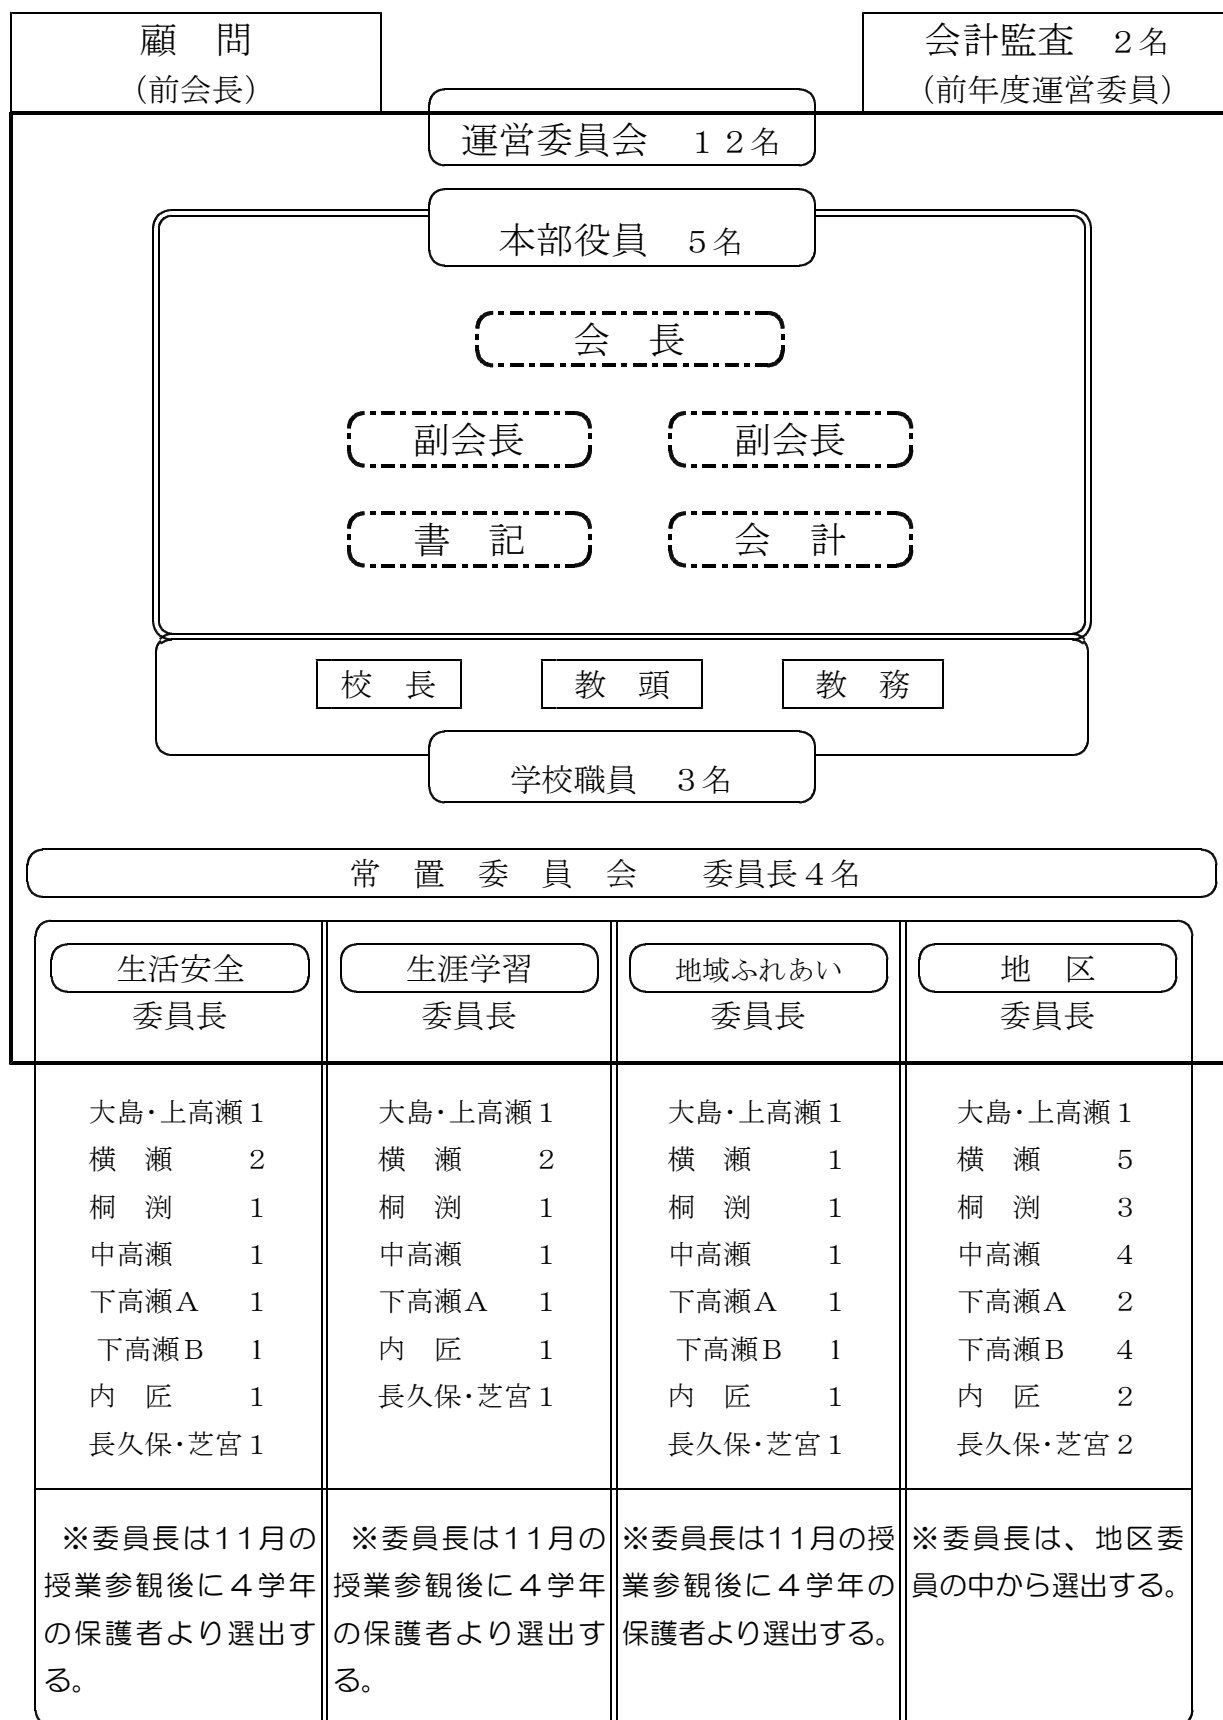 顧　問
（前会長）
会計監査　２名
（前年度運営委員）
運営委員会　１２名
本部役員　５名
会　長
副会長
副会長
書　記
会　計
校　長
教　頭
教　務
学校職員　３名
常　置　委　員　会　　委員長４名
生活安全
委員長
大島・上高瀬１
横　瀬　２
桐　渕　１
中高瀬　１
下高瀬Ａ　１
下高瀬Ｂ　１
内　匠　１
長久保・芝宮１
※委員長は11月の
授業参観後に４学年
の保護者より選出す
る。
生涯学習
委員長
大島・上高瀬１
横　瀬　２
桐　渕　１
中高瀬　１
下高瀬Ａ　１
内　匠　１
長久保・芝宮１
※委員長は11月の
授業参観後に４学年
の保護者より選出す
る。
地域ふれあい
委員長
大島・上高瀬１
横　瀬　１
桐　渕　１
中高瀬　１
下高瀬Ａ　１
下高瀬Ｂ　１
内　匠　１
長久保・芝宮１
※委員長は11月の授
業参観後に４学年の
保護者より選出する。
地　区
委員長
大島・上高瀬１
横　瀬　５
桐　渕　３
中高瀬　４
下高瀬Ａ　２
下高瀬Ｂ　４
内　匠　２
長久保・芝宮２
※委員長は、地区委
員の中から選出する。